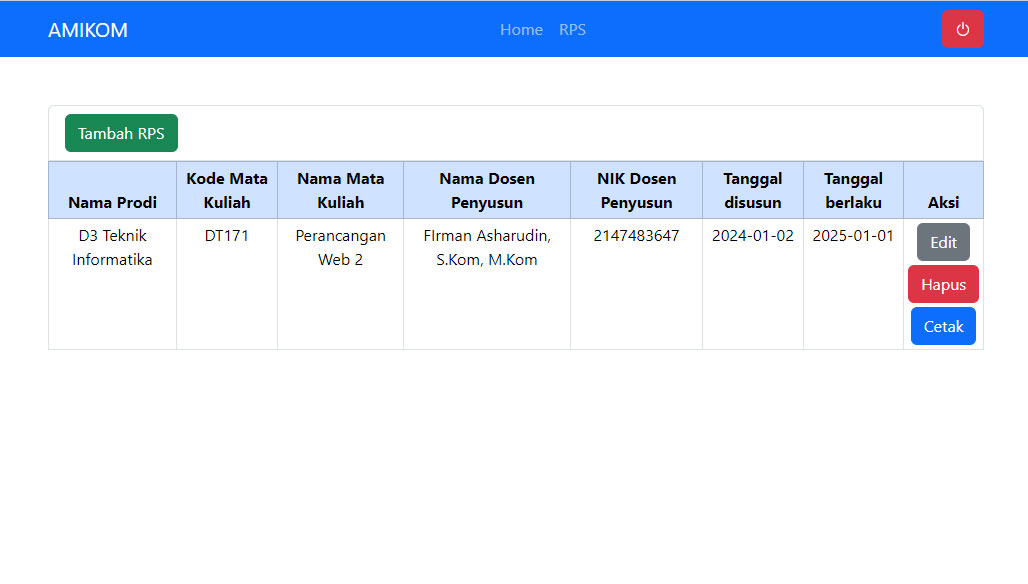 AMIKOM
Home RPS
Tambah RPS
Nama Prodi
Kode Mata
Kuliah
Nama Mata
Kuliah
Nama Dosen
Penyusun
NIK Dosen
Penyusun
Tanggal
disusun
Tanggal
berlaku
Aksi
D3 Teknik
Informatika
DT171
Perancangan
Web 2
FIrman Asharudin,
S.Kom, M.Kom
2147483647
2024-01-02
2025-01-01
Edit
Hapus
Cetak